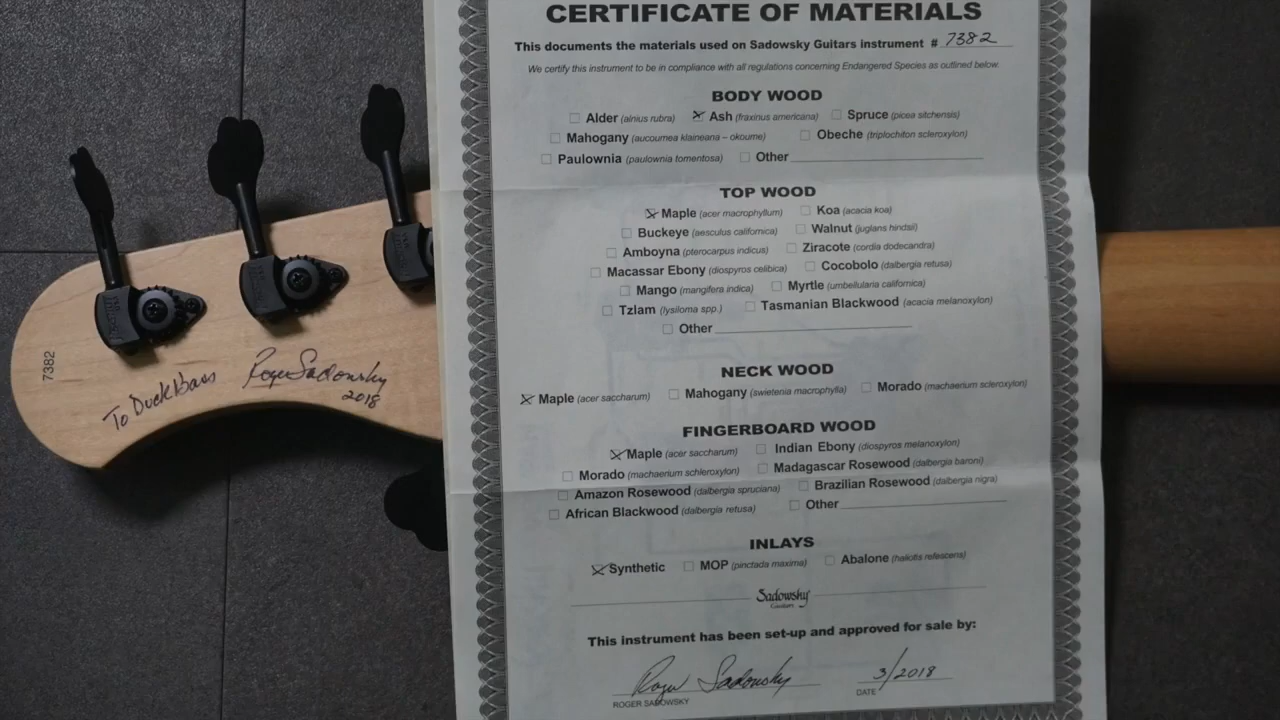 CERTIFICATE OF MATERIALS
This documents the materials used on Sadowsky Guitars instrument # 7382
We certify this instrument to be in compliance with all regulations concerning Endangered Species as outlined below.
BODY WOOD
Alder (alnius rubra) Ash (fraxinus americana) Spruce (picea sitchensis)
Mahogany (aucoumea klaineana – okoume) Obeche (triplochiton scleroxylon)
Paulownia (paulownia tomentosa) Other
TOP WOOD
Maple (acer macrophyllum) Koa (acacia koa)
Buckeye (aesculus californica) Walnut (juglans hindsii)
Amboyna (pterocarpus indicus) Ziracote (cordia dodecandra)
Macassar Ebony (diospyros celibica) Cocobolo (dalbergia retusa)
Mango (mangifera indica) Myrtle (umbellularia californica)
Tzlam (lysiloma spp.) Tasmanian Blackwood (acacia melanoxylon)
Other
NECK WOOD
Maple (acer saccharum) Mahogany (swietenia macrophylla) Morado (machaerium scleroxylon)
FINGERBOARD WOOD
Maple (acer saccharum) Indian Ebony (diospyros melanoxylon)
Morado (machaerium schleroxylon) Madagascar Rosewood (dalbergia baroni)
Amazon Rosewood (dalbergia spruciana) Brazilian Rosewood (dalbergia nigra)
African Blackwood (dalbergia retusa) Other
INLAYS
Synthetic MOP (pinctada maxima) Abalone (haliotis refescens)
Sadowsky
Guitars
This instrument has been set-up and approved for sale by:
Roger Sadowsky 3/2018
ROGER SADOWSKY DATE
7382
To Duck Bass
Roger Sadowsky
2018